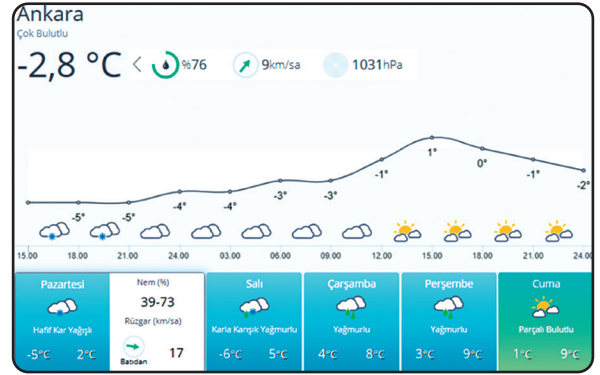 Ankara
Çok Bulutlu
-2,8 °C %76 9km/sa 1031hPa
-5° -5° -4° -4° -3° -3° -1° 1° 0° -1° -2°
15.00 18.00 21.00 24.00 03.00 06.00 09.00 12.00 15.00 18.00 21.00 24.00
Pazartesi
Hafif Kar Yağışlı
-5°C 2°C
Nem (%)
39-73
Rüzgar (km/sa)
Batıdan 17
Salı
Karla Karışık Yağmurlu
-6°C 5°C
Çarşamba
Yağmurlu
4°C 8°C
Perşembe
Yağmurlu
3°C 9°C
Cuma
Parçalı Bulutlu
1°C 9°C